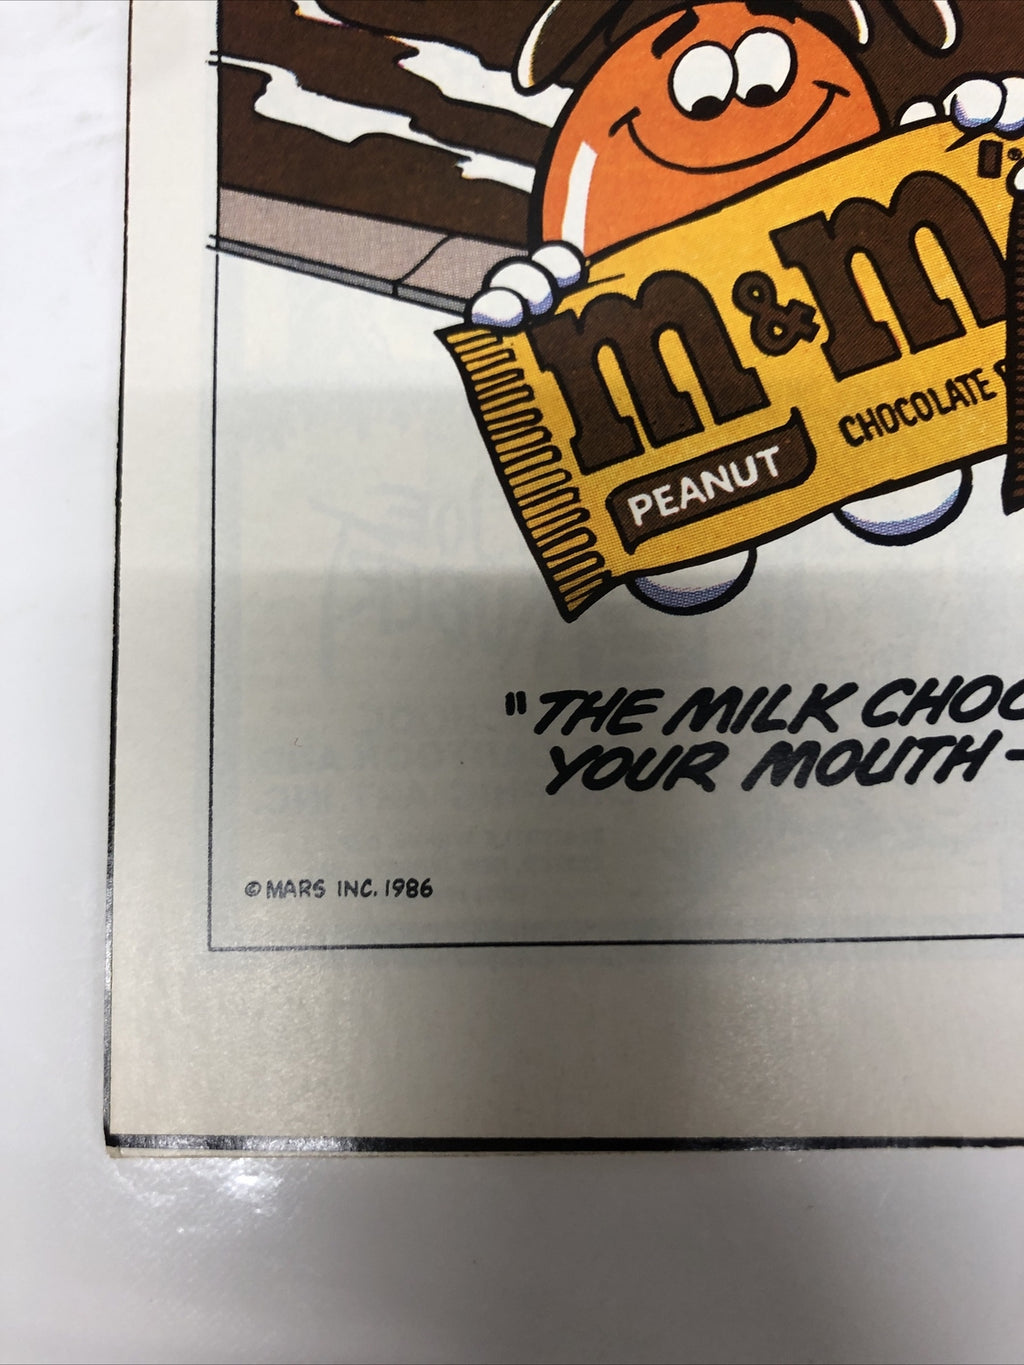 m&m
CHOCOLATE
PEANUT
"THE MILK CHOC
YOUR MOUTH –
© MARS INC. 1986